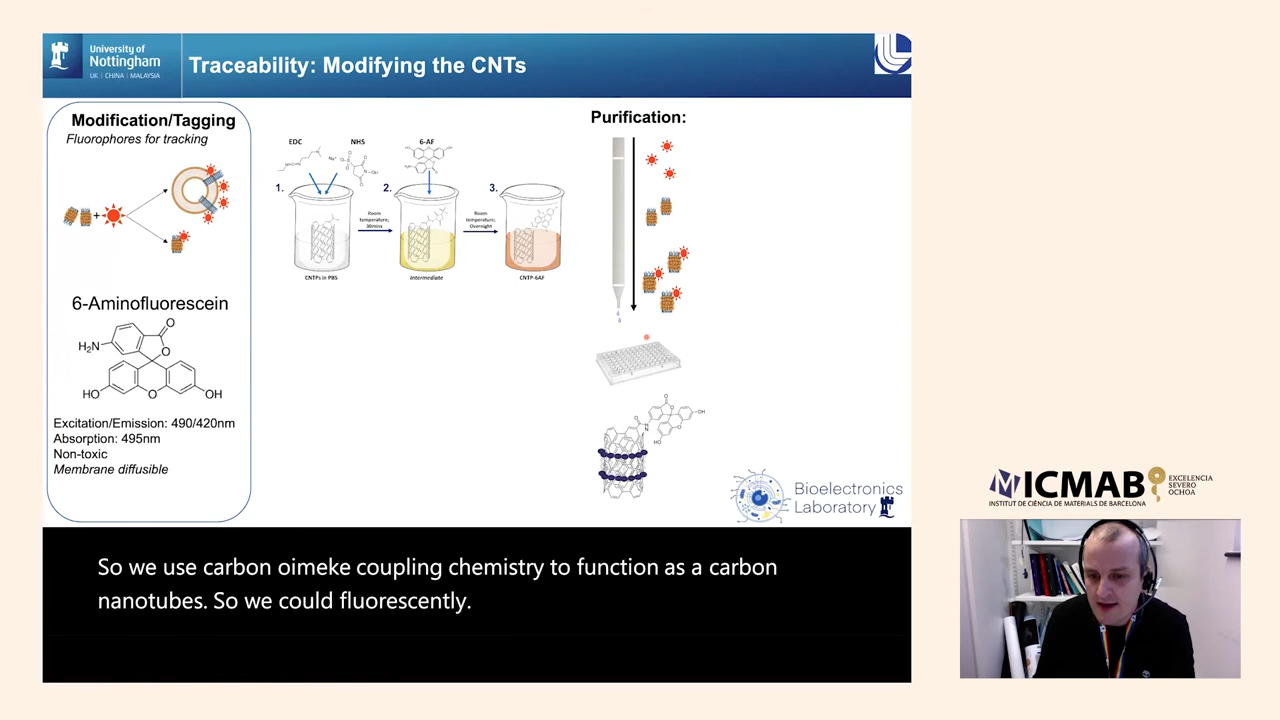 University of
Nottingham
UK | CHINA | MALAYSIA
Traceability: Modifying the CNTs
Modification/Tagging
Fluorophores for tracking
+
6-Aminofluorescein
O
H₂N
O
HO
O
OH
Excitation/Emission: 490/420nm
Absorption: 495nm
Non-toxic
Membrane diffusible
EDC
NHS
6-AF
1.
2.
3.
Room
temperature;
30mins
Room
temperature;
Overnight
CNTPs in PBS
Intermediate
CNTP-6AF
Purification:
Bioelectronics
Laboratory
So we use carbon oimeke coupling chemistry to function as a carbon
nanotubes. So we could fluorescently.
ICMAB
INSTITUT DE CIÈNCIA DE MATERIALS DE BARCELONA
EXCELENCIA
SEVERO
OCHOA